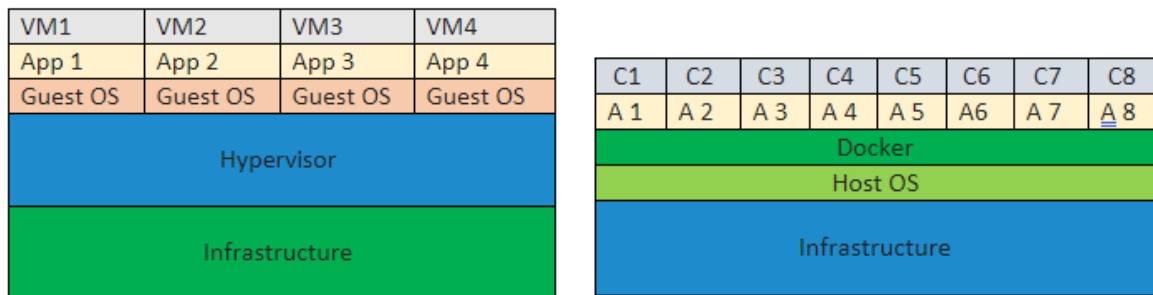 VM1 VM2 VM3 VM4
App 1 App 2 App 3 App 4
Guest OS Guest OS Guest OS Guest OS
Hypervisor
Infrastructure
C1 C2 C3 C4 C5 C6 C7 C8
A 1 A 2 A 3 A 4 A 5 A6 A 7 A 8
Docker
Host OS
Infrastructure